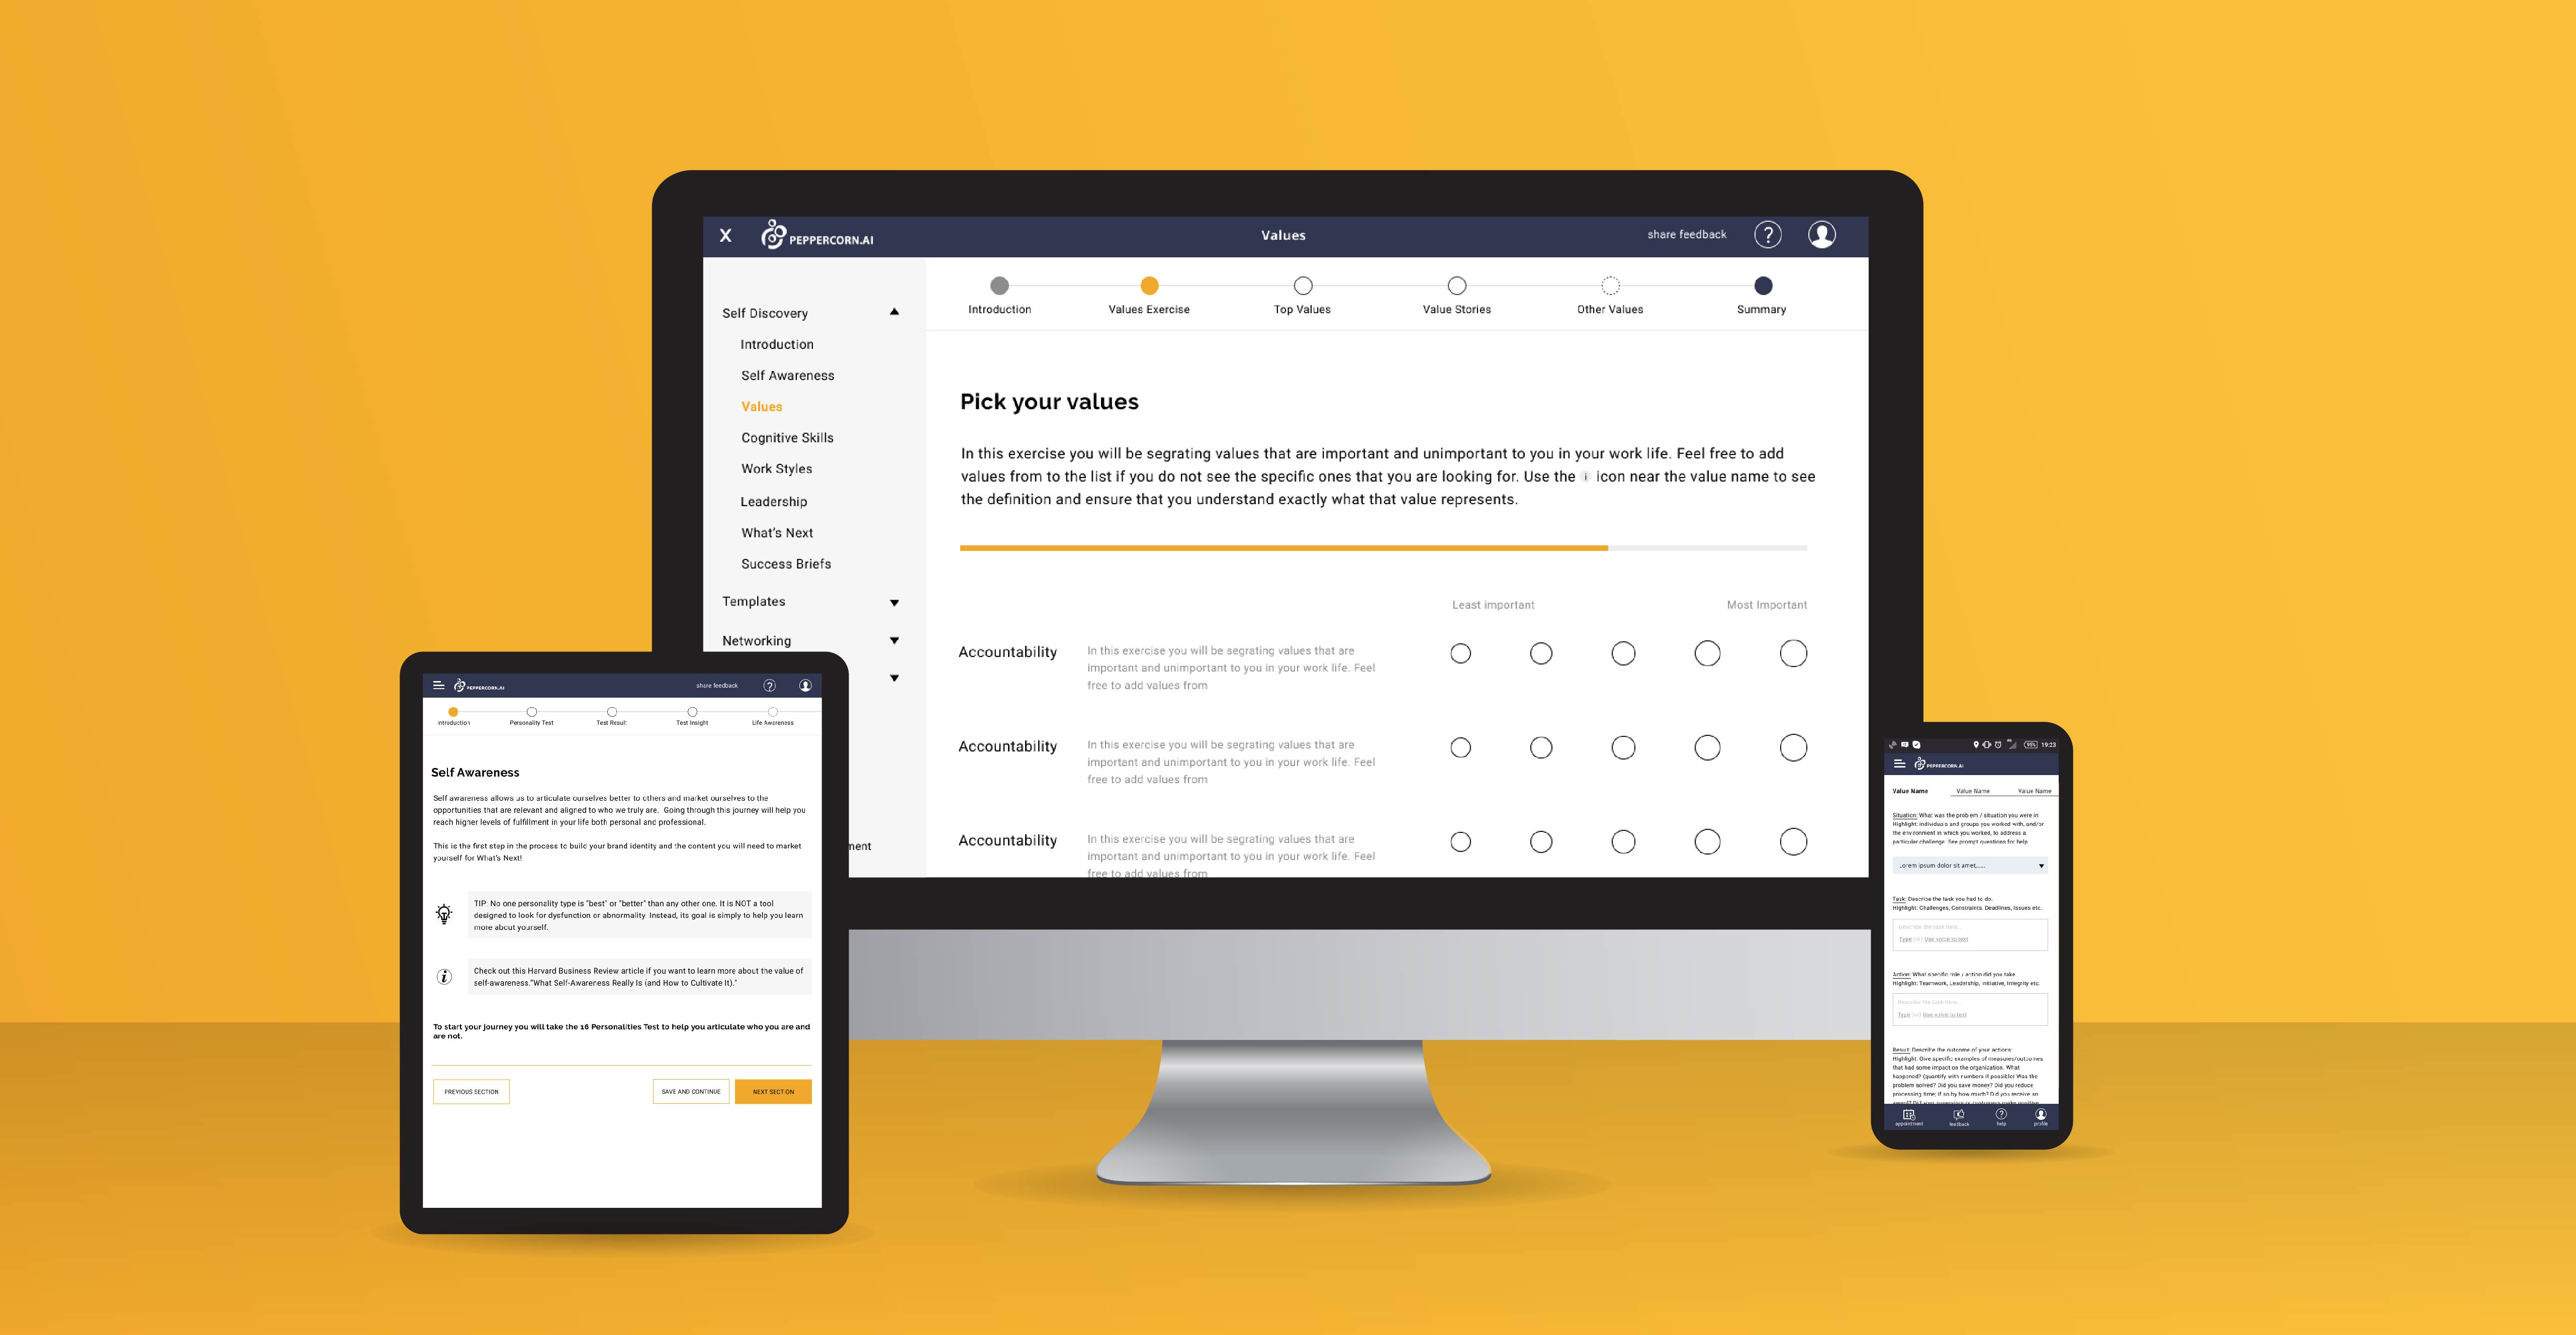 X PEPPERCORN.AI Values share feedback ?
Introduction Values Exercise Top Values Value Stories Other Values Summary
Self Discovery
Introduction
Self Awareness
Values
Cognitive Skills
Work Styles
Leadership
What's Next
Success Briefs
Templates
Networking
ment
Pick your values
In this exercise you will be segrating values that are important and unimportant to you in your work life. Feel free to add
values from to the list if you do not see the specific ones that you are looking for. Use the i icon near the value name to see
the definition and ensure that you understand exactly what that value represents.
Least important Most Important
Accountability
In this exercise you will be segrating values that are
important and unimportant to you in your work life. Feel
free to add values from
Accountability
In this exercise you will be segrating values that are
important and unimportant to you in your work life. Feel
free to add values from
Accountability
In this exercise you will be segrating values that are
important and unimportant to you in your work life. Feel
free to add values from
PEPPERCORN.AI share feedback ?
Introduction Personality Test Test Result Test Insight Life Awareness
Self Awareness
Self awareness allows us to articulate ourselves better to others and market ourselves to the
opportunities that are relevant and aligned to who we truly are. Going through this journey will help you
reach higher levels of fulfillment in your life both personal and professional.
This is the first step in the process to build your brand identity and the content you will need to market
yourself for What's Next!
TIP: No one personality type is "best" or "better" than any other one. It is NOT a tool
designed to look for dysfunction or abnormality. Instead, its goal is simply to help you learn
more about yourself.
i
Check out this Harvard Business Review article if you want to learn more about the value of
self-awareness."What Self-Awareness Really Is (and How to Cultivate It)."
To start your journey you will take the 16 Personalities Test to help you articulate who you are and
are not.
PREVIOUS SECTION SAVE AND CONTINUE NEXT SECTION
19:23
PEPPERCORN.AI
Value Name Value Name Value Name
Situation: What was the problem / situation you were in
Highlight: individuals and groups you worked with, and/or
the environment in which you worked, to address a
particular challenge. See prompt questions for help.
Lorem ipsum dolor sit amet,.....
Task: Describe the task you had to do.
Highlight: Challenges, Constraints, Deadlines, Issues etc.
Describe the task here...
Type (or) Use voice to text
Action: What specific role / action did you take
Highlight: Teamwork, Leadership, Initiative, Integrity etc.
Describe the task here...
Type (or) Use voice to text
Result: Describe the outcome of your actions:
Highlight: Give specific examples of measures/outcomes
that had some impact on the organization. What
happened? (quantify with numbers if possible) Was the
problem solved? Did you save money? Did you reduce
processing time; if so by how much? Did you receive an
appointment feedback help profile